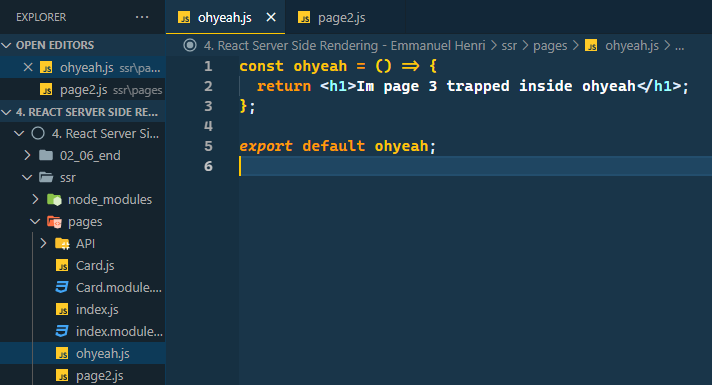 EXPLORER
OPEN EDITORS
JS ohyeah.js ssr\pa...
JS page2.js ssr\pages
4. REACT SERVER SIDE RE...
4. React Server Si...
02_06_end
ssr
node_modules
pages
API
JS Card.js
Card.module....
JS index.js
index.module...
JS ohyeah.js
JS page2.js
JS ohyeah.js
JS page2.js
4. React Server Side Rendering - Emmanuel Henri > ssr > pages > JS ohyeah.js > ...
1 const ohyeah = () => {
2 return <h1>Im page 3 trapped inside ohyeah</h1>;
3 };
4
5 export default ohyeah;
6